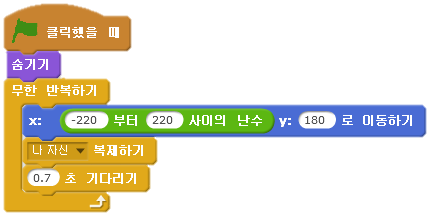 클릭했을 때
숨기기
무한 반복하기
x: -220 부터 220 사이의 난수 y: 180 로 이동하기
나 자신 복제하기
0.7 초 기다리기